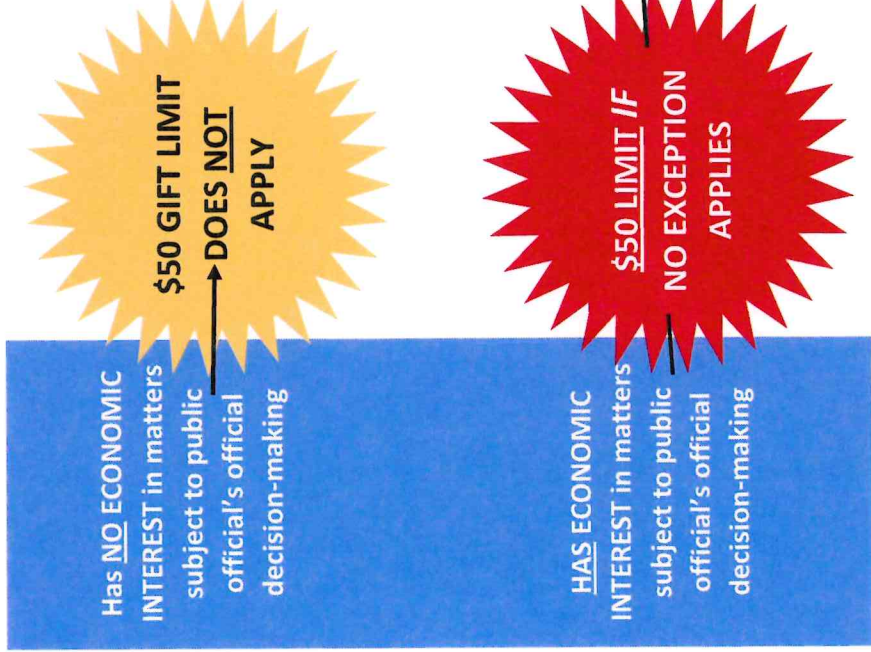 Has NO ECONOMIC
INTEREST in matters
subject to public
official's official
decision-making
$50 GIFT LIMIT
DOES NOT
APPLY
HAS ECONOMIC
INTEREST in matters
subject to public
official's official
decision-making
$50 LIMIT IF
NO EXCEPTION
APPLIES